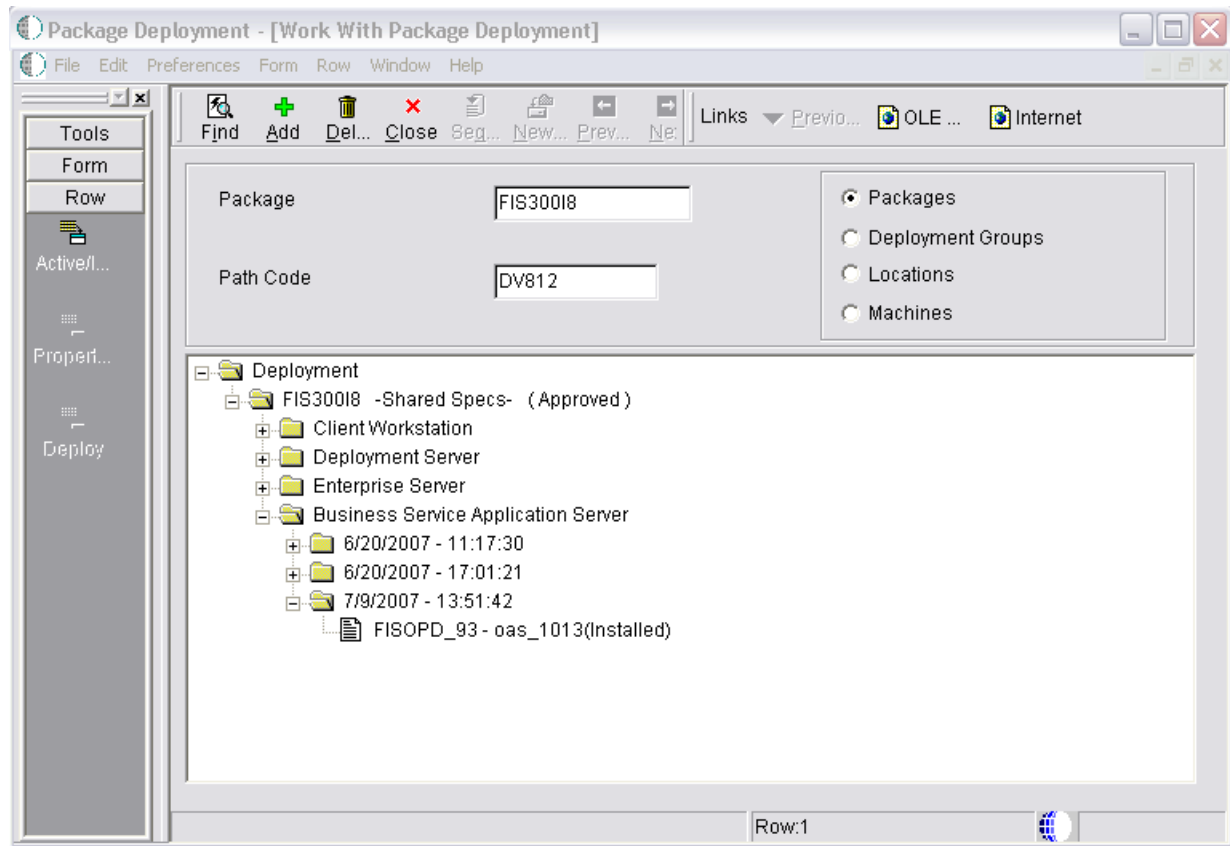 Package Deployment - [Work With Package Deployment]
File Edit Preferences Form Row Window Help
Tools
Form
Row
Active/I...
Propert...
Deploy
Find Add Del... Close Seq... New... Prev... Ne:
Links Previo... OLE ... Internet
Package FIS300I8
Path Code DV812
Packages
Deployment Groups
Locations
Machines
Deployment
FIS300I8 -Shared Specs- ( Approved )
Client Workstation
Deployment Server
Enterprise Server
Business Service Application Server
6/20/2007 - 11:17:30
6/20/2007 - 17:01:21
7/9/2007 - 13:51:42
FISOPD_93 - oas_1013(Installed)
Row:1